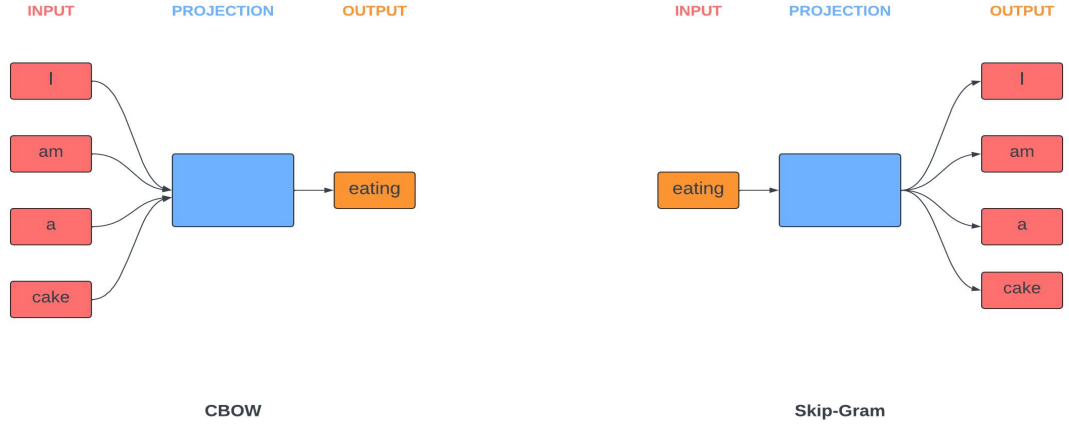 INPUT PROJECTION OUTPUT
I
am
a
cake
eating
CBOW
INPUT PROJECTION OUTPUT
eating
I
am
a
cake
Skip-Gram